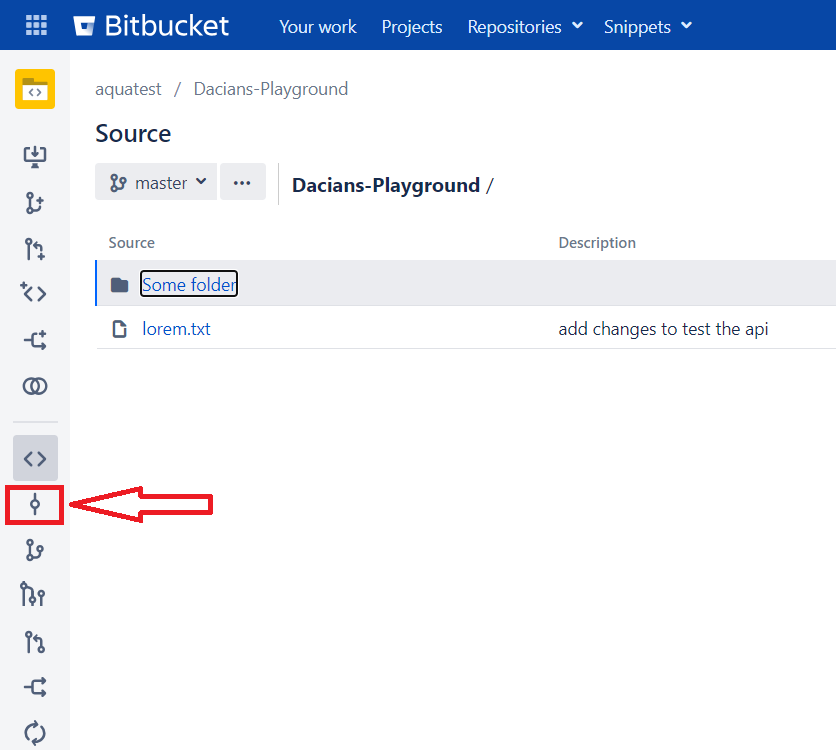 Bitbucket Your work Projects Repositories Snippets
aquatest / Dacians-Playground
Source
master ... Dacians-Playground /
Source Description
Some folder
lorem.txt add changes to test the api